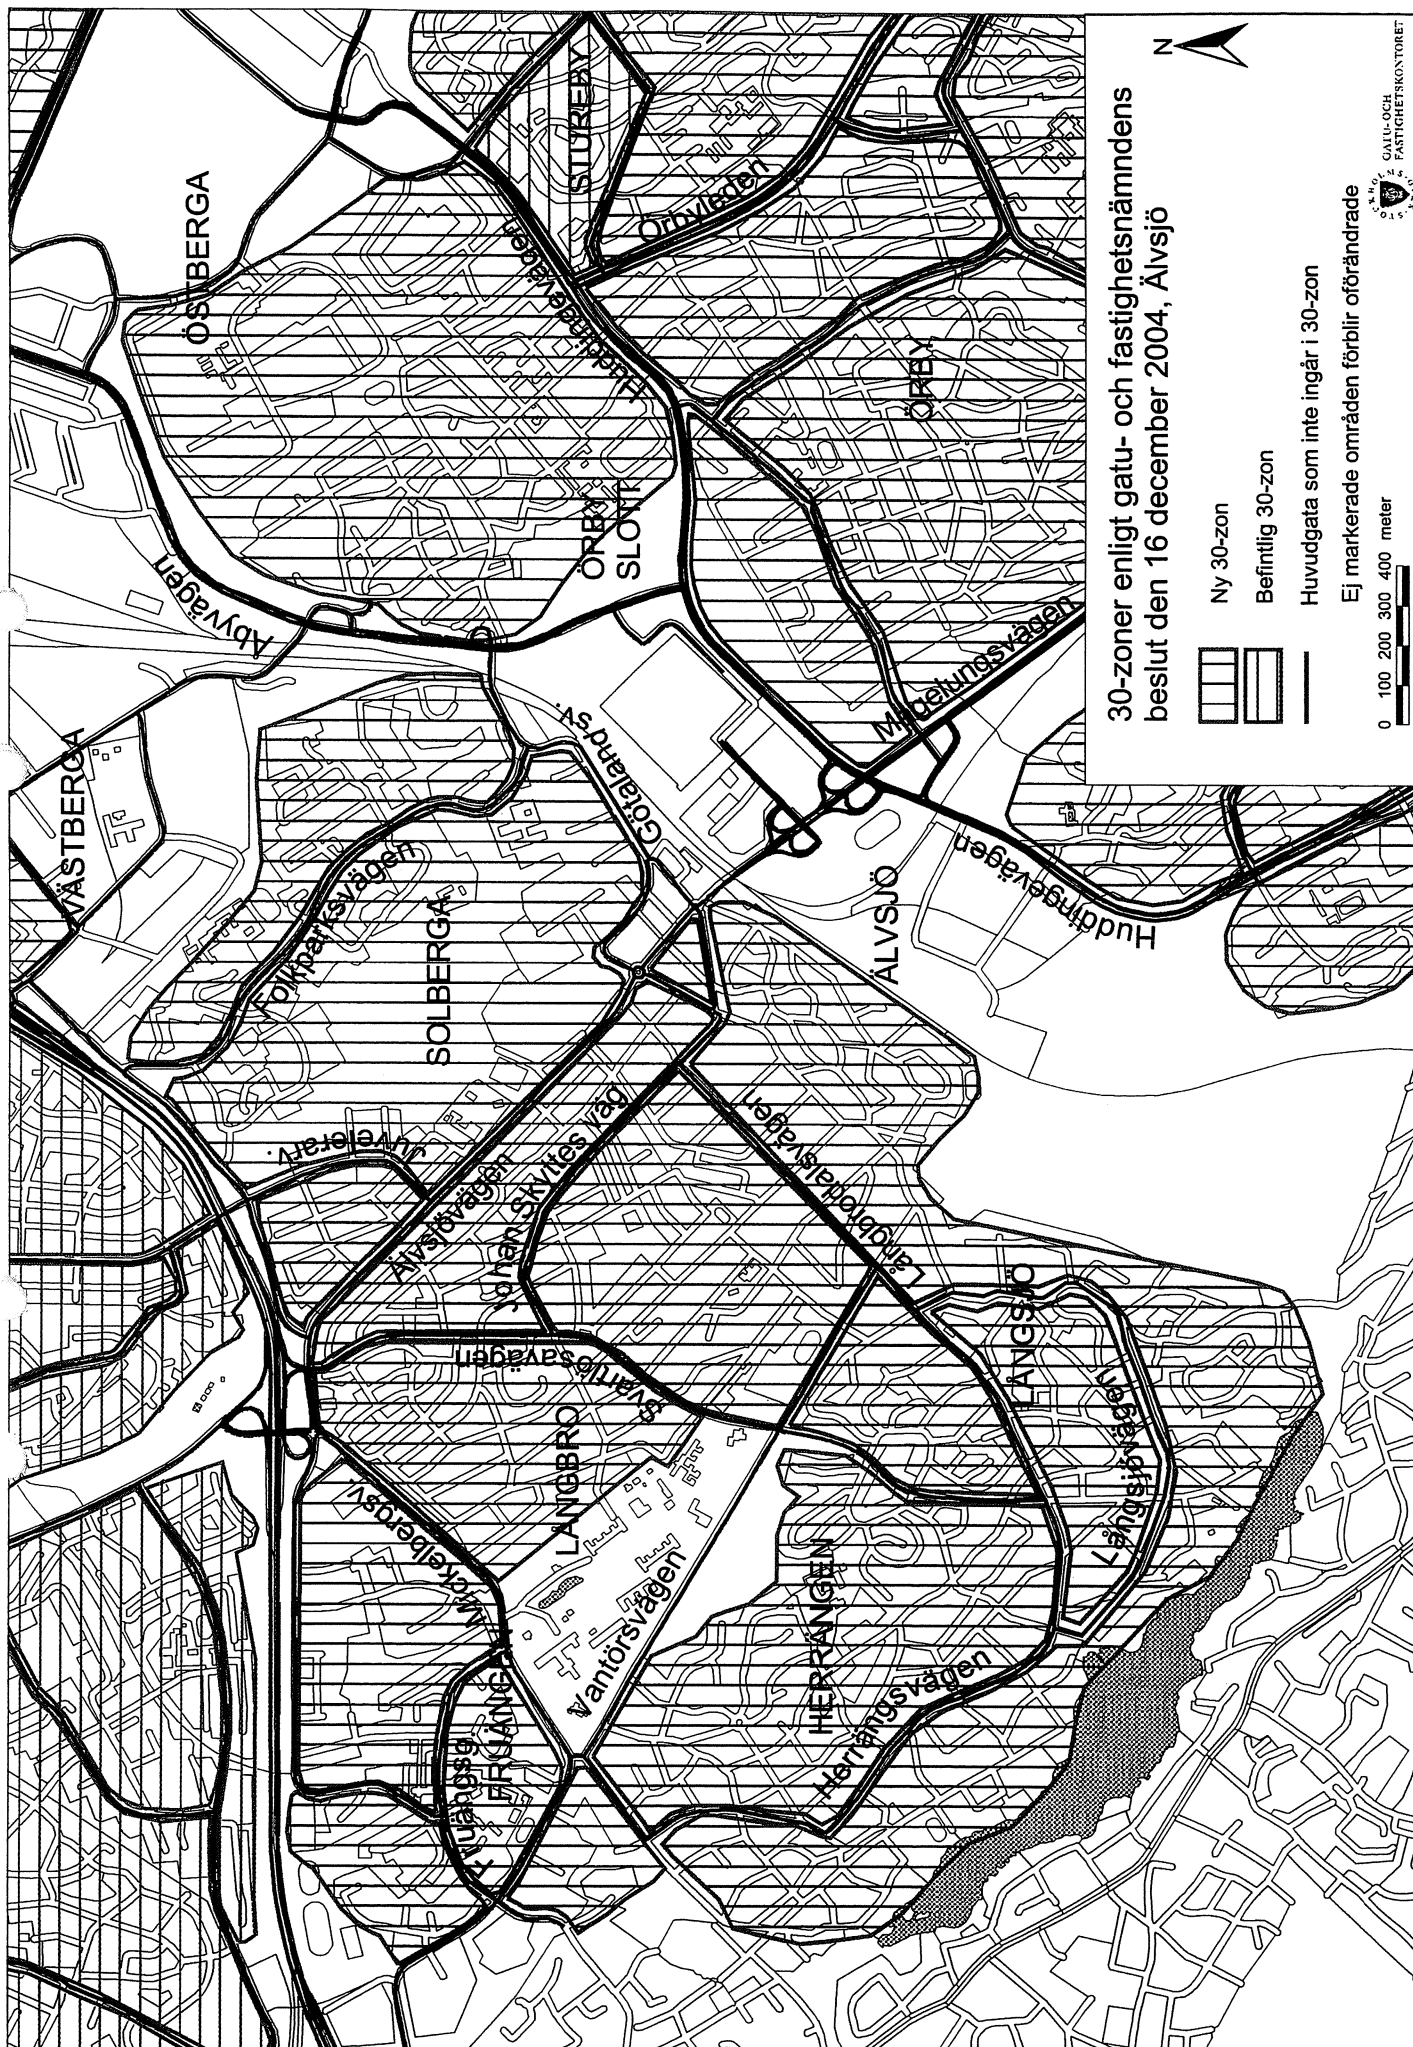 ÖSTBERGA
STUREBY
Örbyleden
Huddingevägen
ÖRBY
ÖRBY
SLOTT
Åbyvägen
VÄSTBERGA
Götalandsv.
Magelungsvägen
Huddingevägen
ÄLVSJÖ
Folkparksvägen
SOLBERGA
Juvelerarv.
Älvsjövägen
Johan Skyttes väg
Långbrodalsvägen
Svartlösavägen
LÅNGBRO
LÅNGSJÖ
Långsjövägen
Mickelbergsv.
Vantörsvägen
HERRÄNGEN
Herrängsvägen
FRUÄNGEN
Fruängsg.
30-zoner enligt gatu- och fastighetsnämndens
beslut den 16 december 2004, Älvsjö
N
Ny 30-zon
Befintlig 30-zon
Huvudgata som inte ingår i 30-zon
Ej markerade områden förblir oförändrade
0 100 200 300 400 meter
GATU- OCH
FASTIGHETSKONTORET